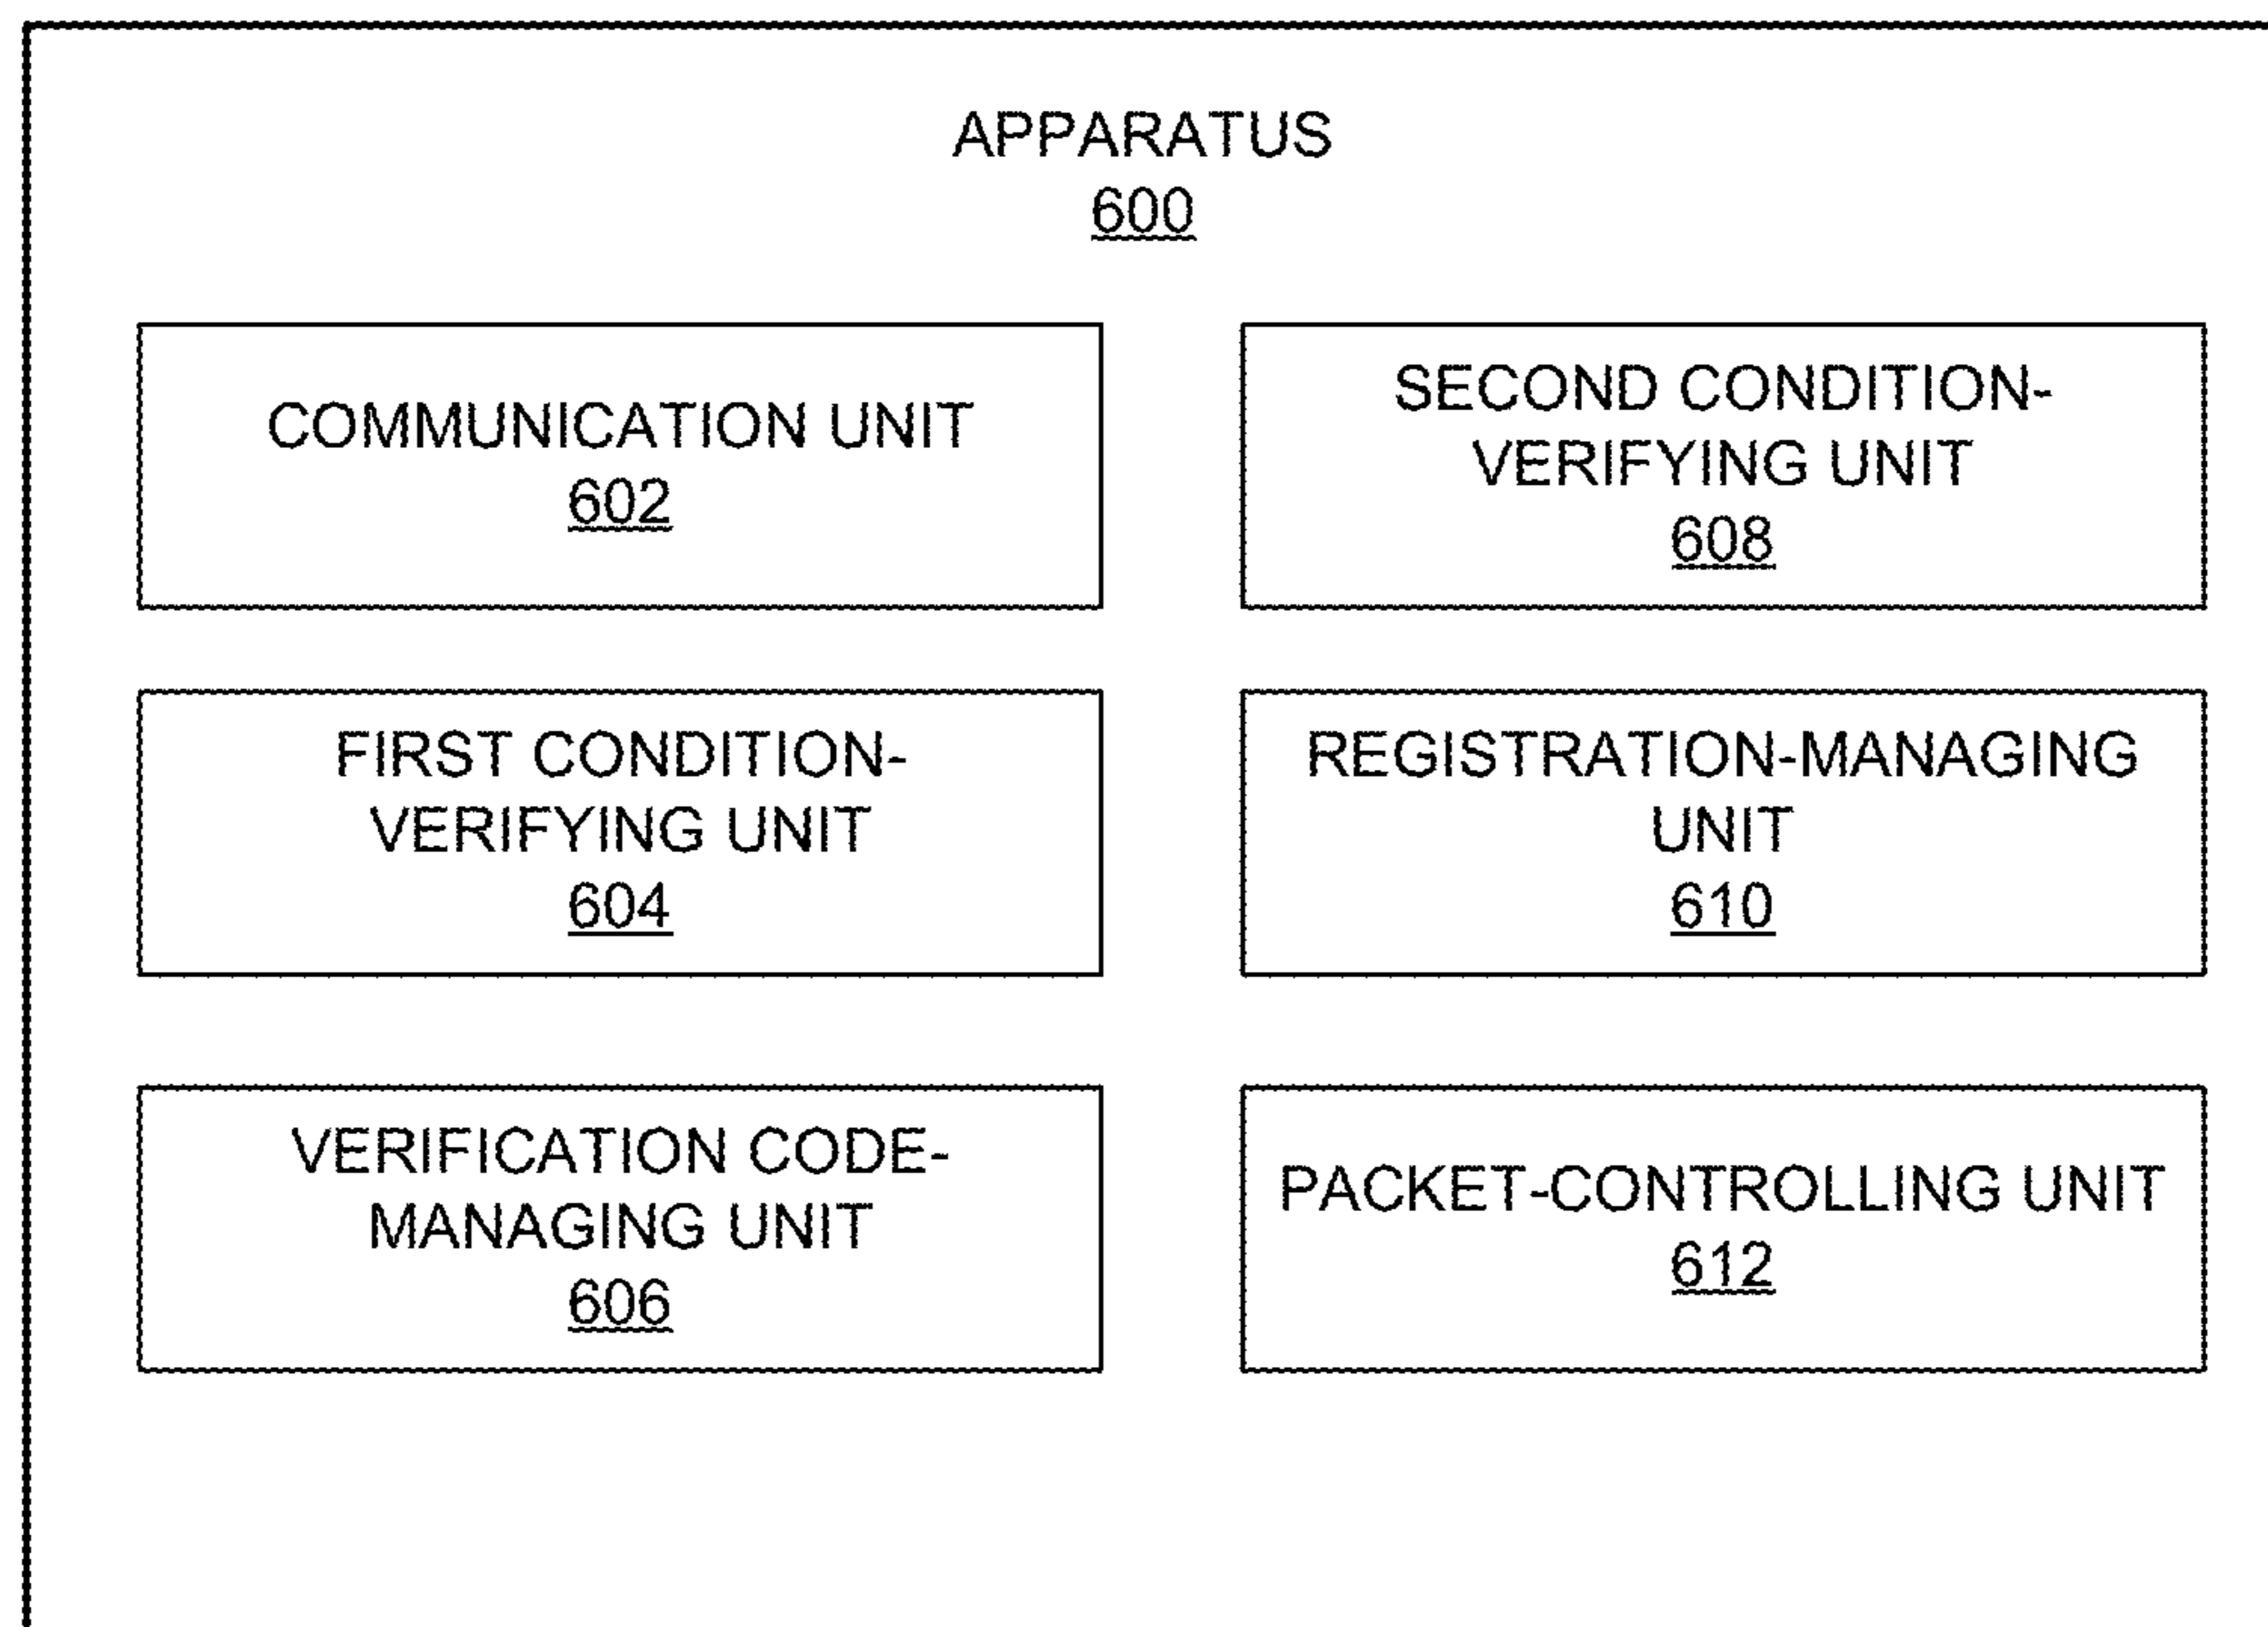 APPARATUS
600
COMMUNICATION UNIT
602
SECOND CONDITION-
VERIFYING UNIT
608
FIRST CONDITION-
VERIFYING UNIT
604
REGISTRATION-MANAGING
UNIT
610
VERIFICATION CODE-
MANAGING UNIT
606
PACKET-CONTROLLING UNIT
612